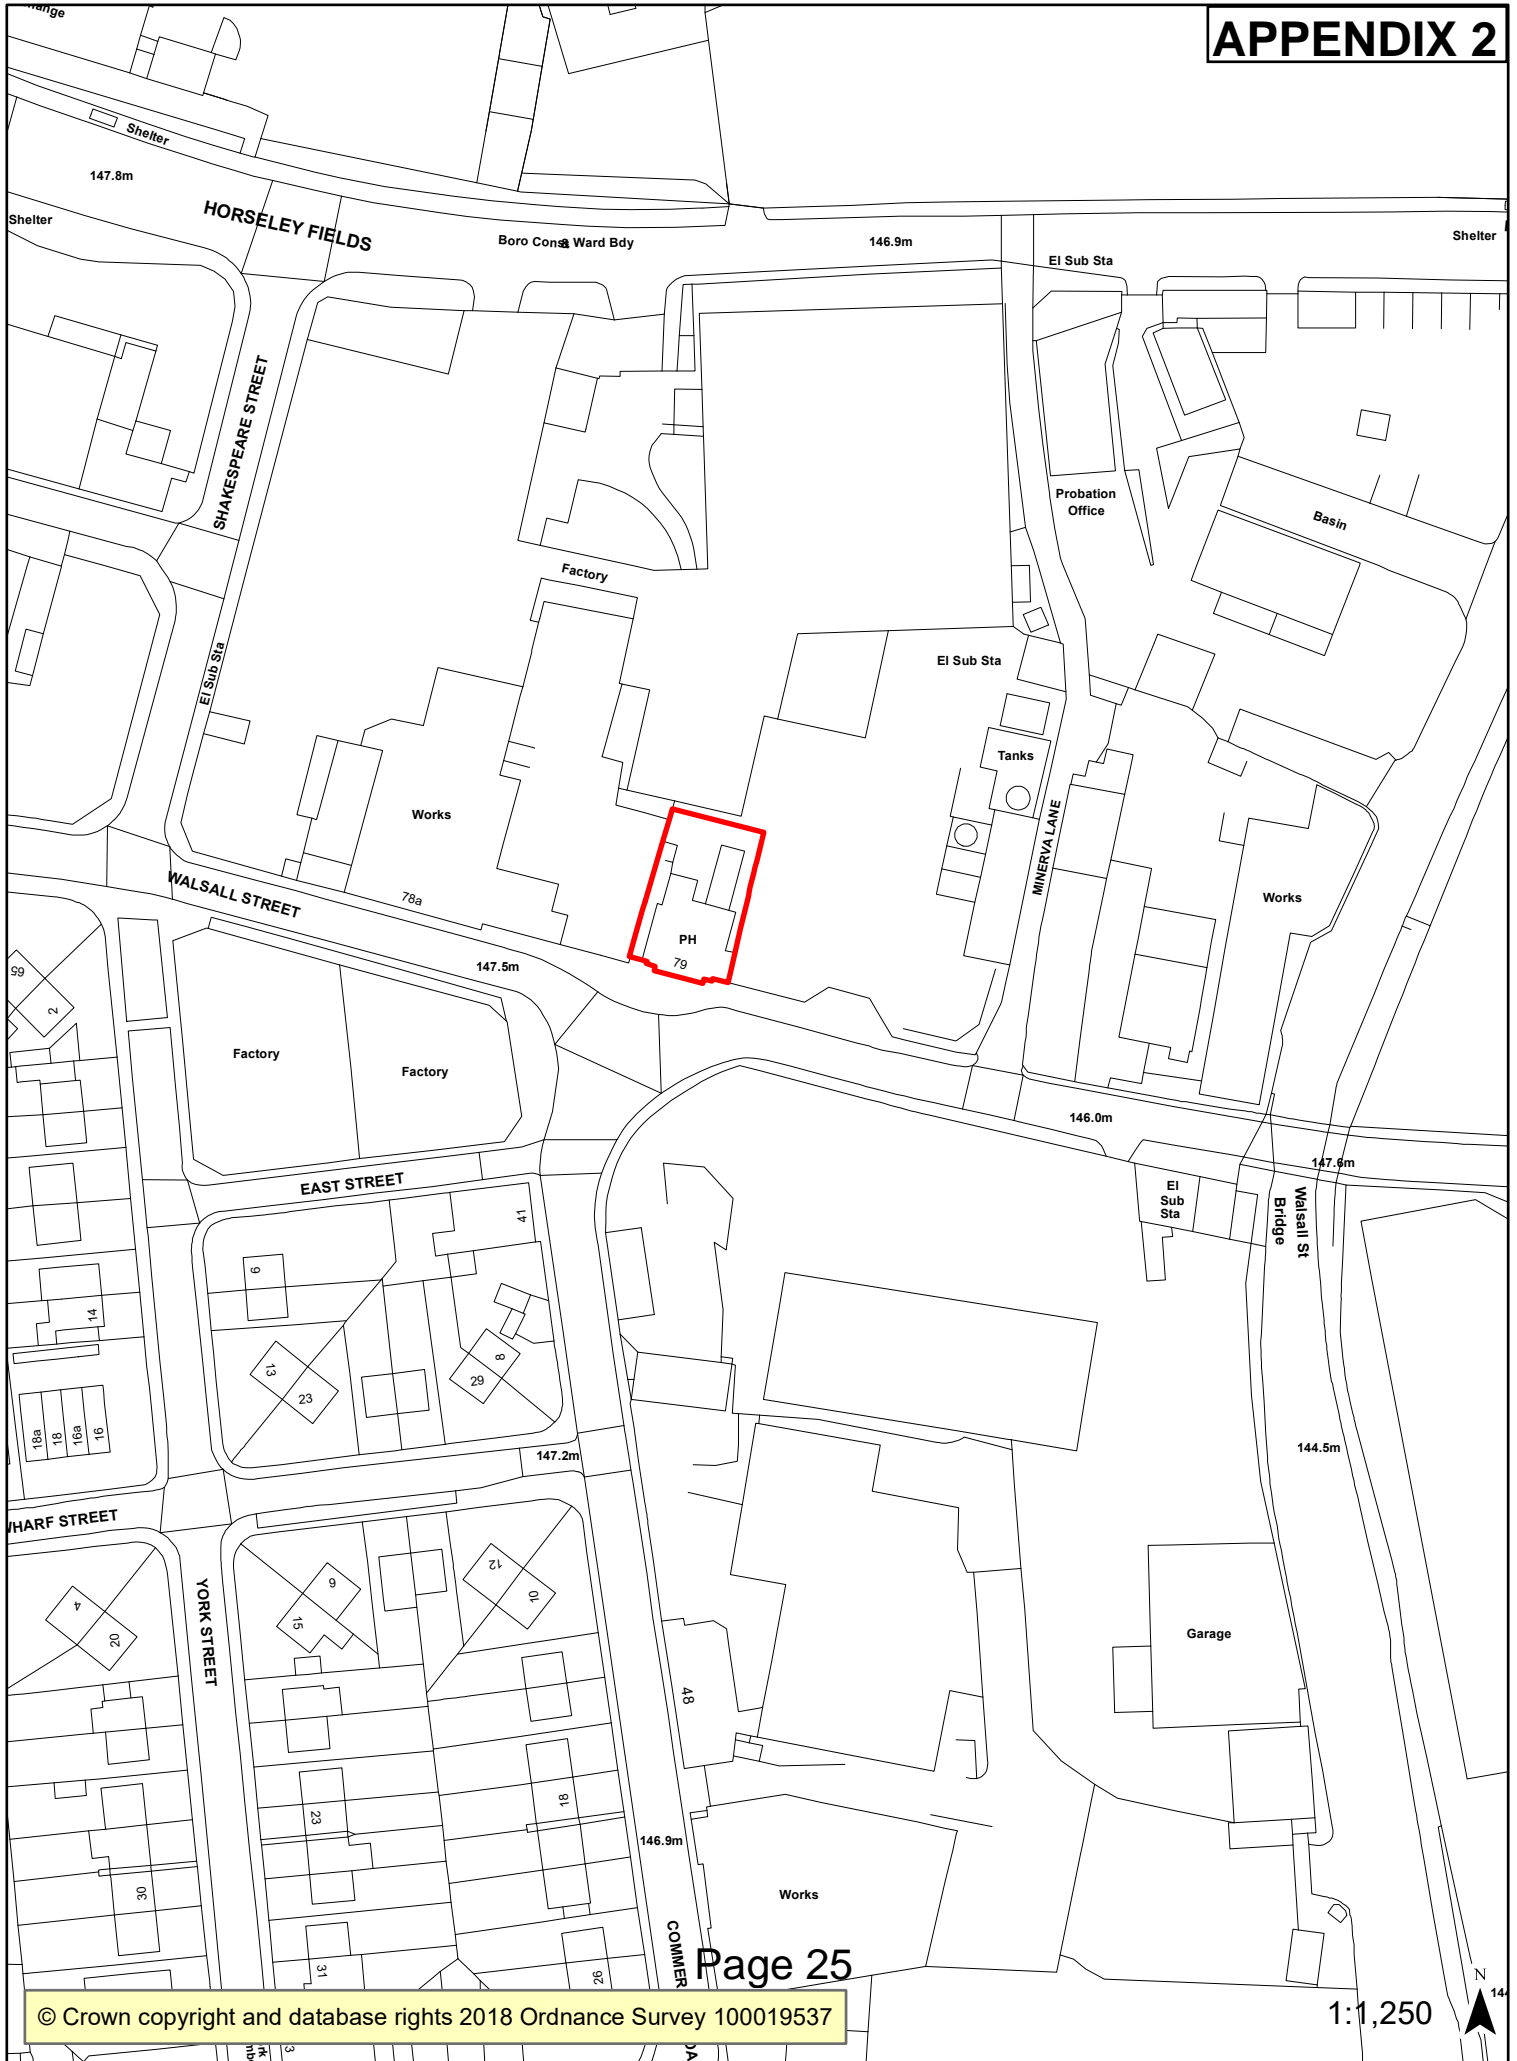 APPENDIX 2
Shelter
147.8m
Shelter
HORSELEY FIELDS
Boro Const & Ward Bdy
146.9m
El Sub Sta
Shelter
SHAKESPEARE STREET
Probation
Office
Basin
Factory
El Sub Sta
El Sub Sta
Tanks
Works
MINERVA LANE
WALSALL STREET
78a
Works
PH
79
147.5m
65
2
Factory
Factory
146.0m
147.6m
EAST STREET
El
Sub
Sta
Walsall St
Bridge
41
6
14
13
23
8
29
18a
18
16a
16
147.2m
144.5m
WHARF STREET
YORK STREET
4
20
6
15
12
10
Garage
48
23
18
146.9m
30
Works
31
26
COMMER
Page 25
© Crown copyright and database rights 2018 Ordnance Survey 100019537
1:1,250
N